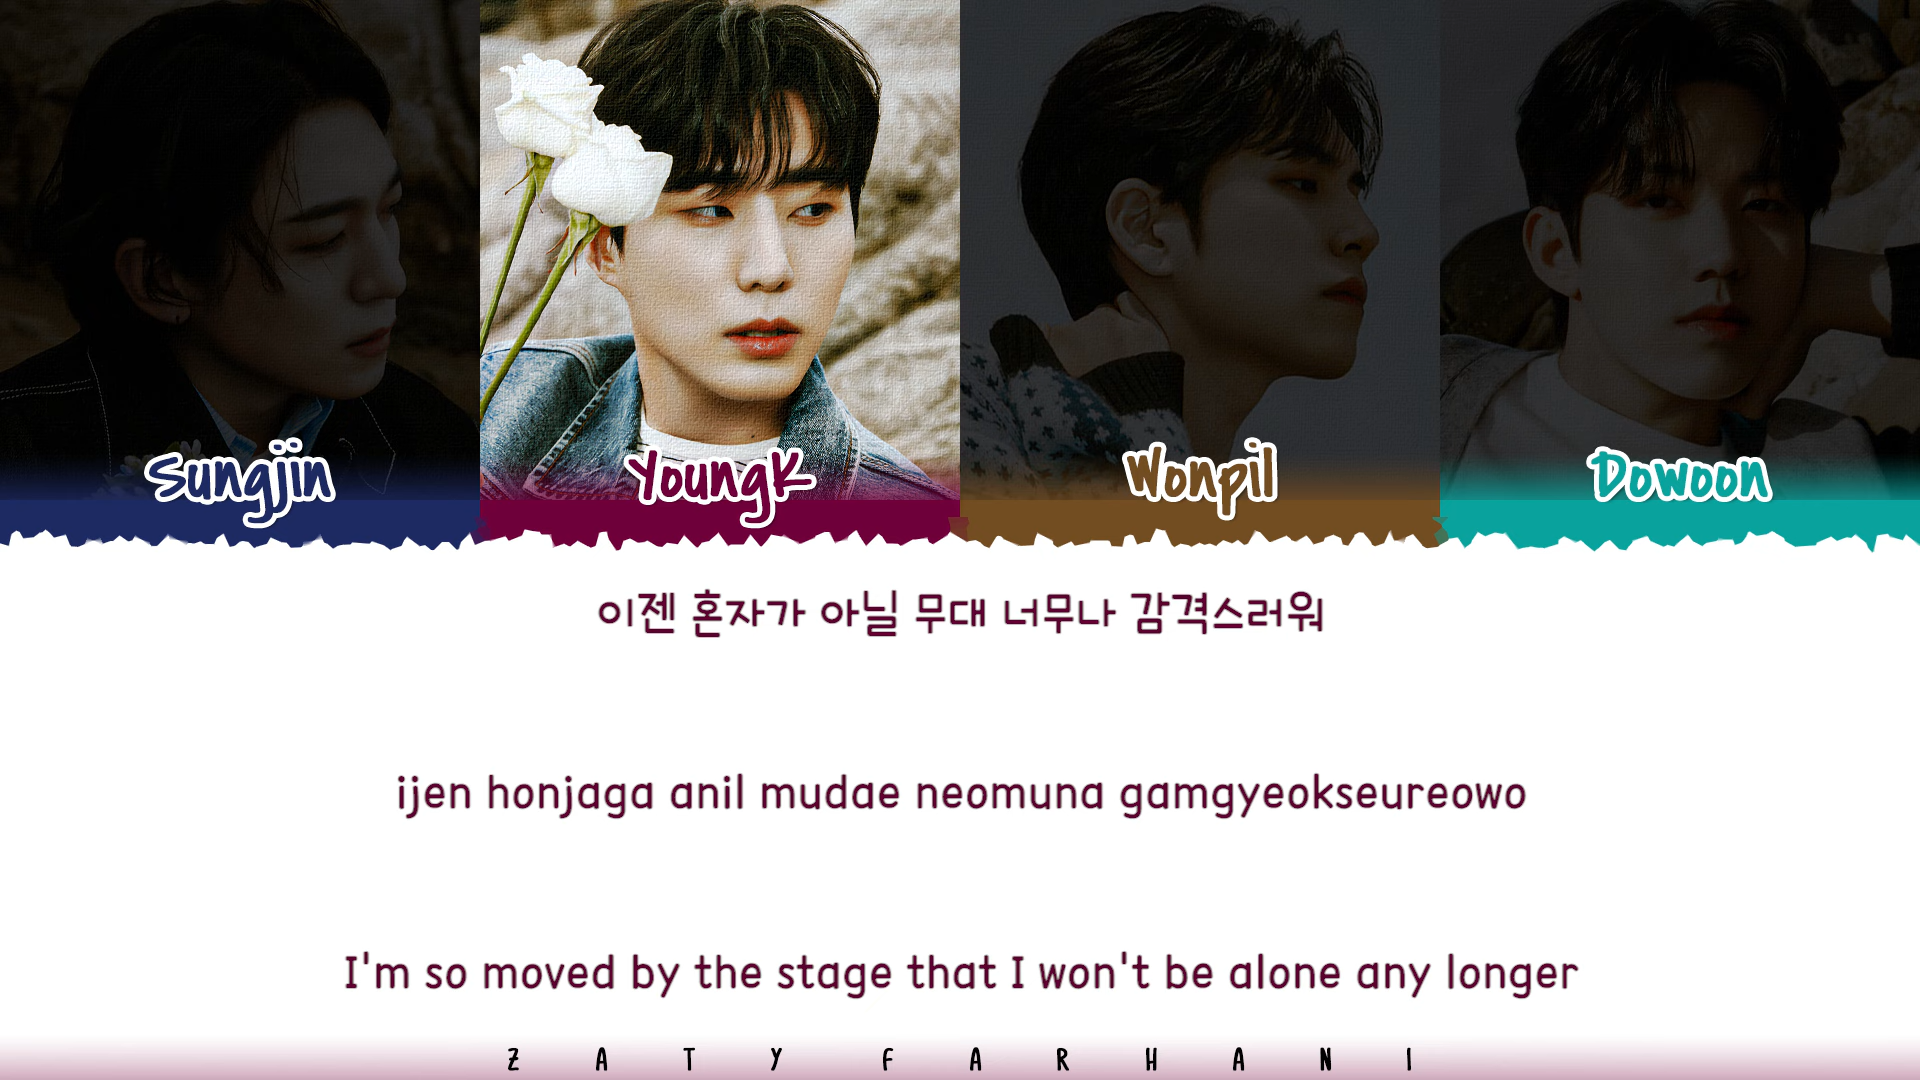 Sungjin
YoungK
Wonpil
Dowoon
이젠 혼자가 아닐 무대 너무나 감격스러워
ijen honjaga anil mudae neomuna gamgyeokseureowo
I'm so moved by the stage that I won't be alone any longer
ZATY FARHANI